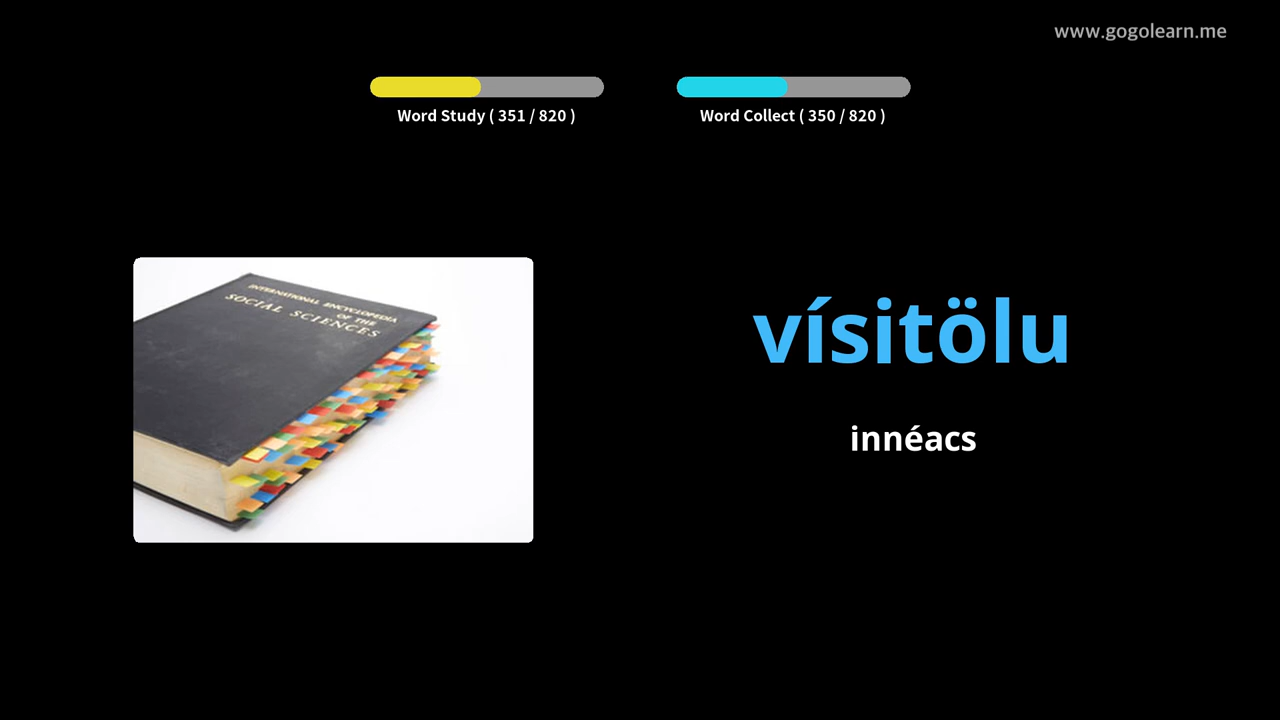 www.gogolearn.me
Word Study ( 351 / 820 )
Word Collect ( 350 / 820 )
INTERNATIONAL ENCYCLOPEDIA
OF THE
SOCIAL SCIENCES
vísitölu
innéacs